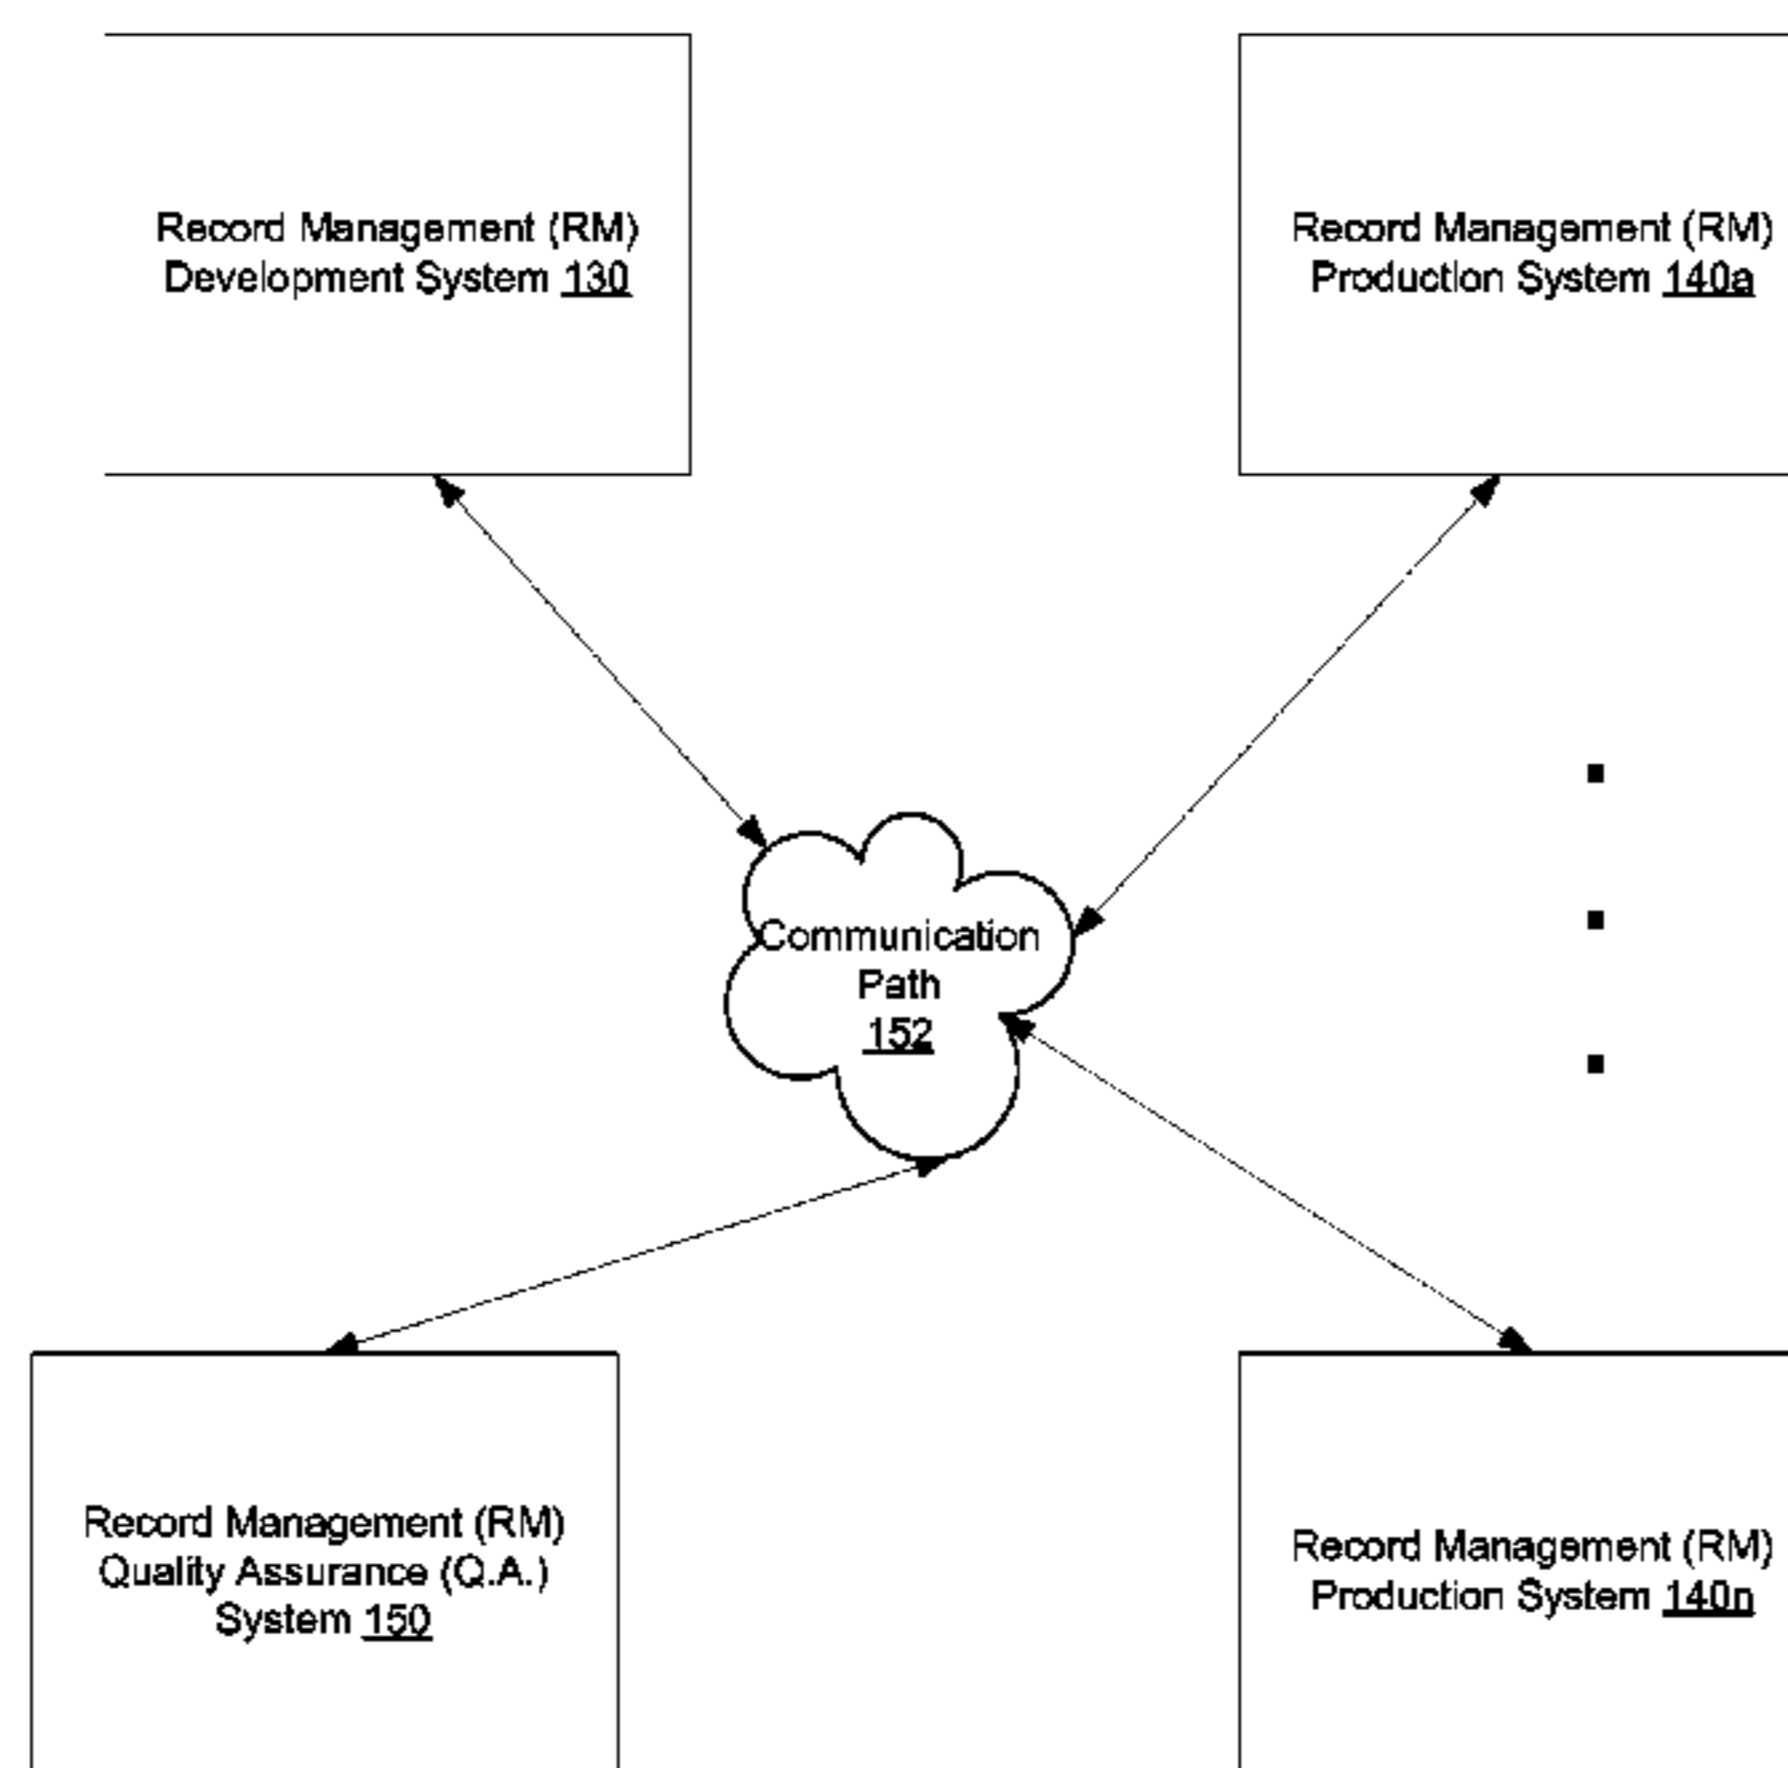 Record Management (RM)
Development System 130
Record Management (RM)
Production System 140a
Communication
Path
152
Record Management (RM)
Quality Assurance (Q.A.)
System 150
Record Management (RM)
Production System 140n